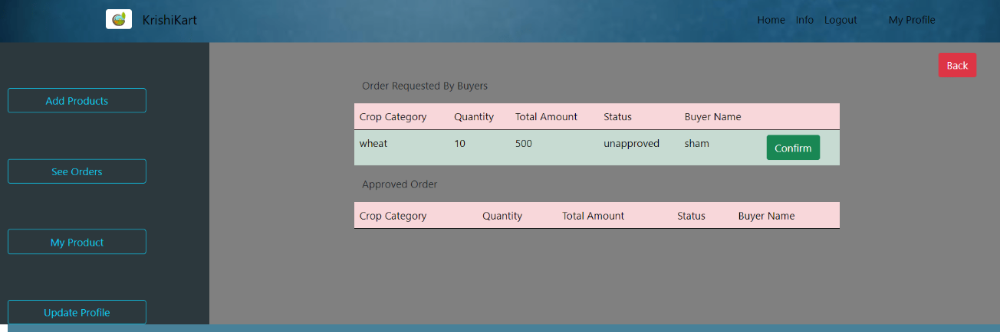 KrishiKart Home Info Logout My Profile
Back
Add Products
See Orders
My Product
Update Profile
Order Requested By Buyers
Crop Category Quantity Total Amount Status Buyer Name
wheat 10 500 unapproved sham Confirm
Approved Order
Crop Category Quantity Total Amount Status Buyer Name